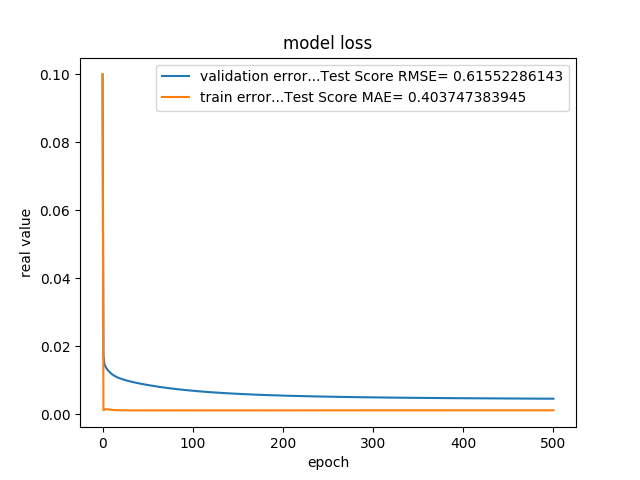 model loss
validation error...Test Score RMSE= 0.61552286143
train error...Test Score MAE= 0.403747383945
0.10
0.08
0.06
0.04
0.02
0.00
real value
0 100 200 300 400 500
epoch